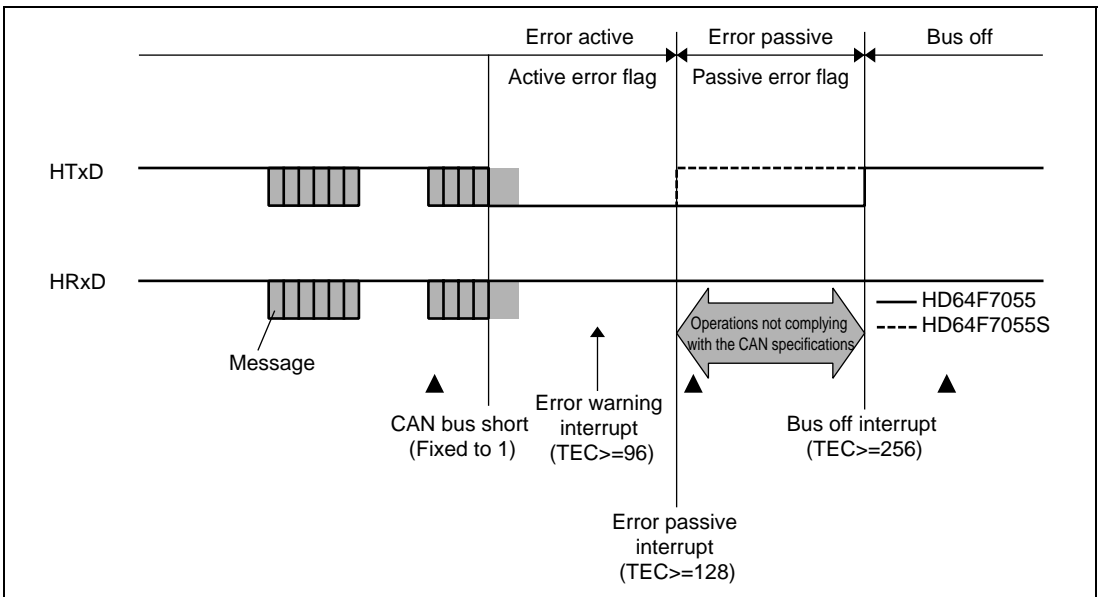 Error active
Error passive
Bus off
Active error flag
Passive error flag
HTxD
HRxD
HD64F7055
HD64F7055S
Operations not complying
with the CAN specifications
Message
CAN bus short
(Fixed to 1)
Error warning
interrupt
(TEC>=96)
Bus off interrupt
(TEC>=256)
Error passive
interrupt
(TEC>=128)